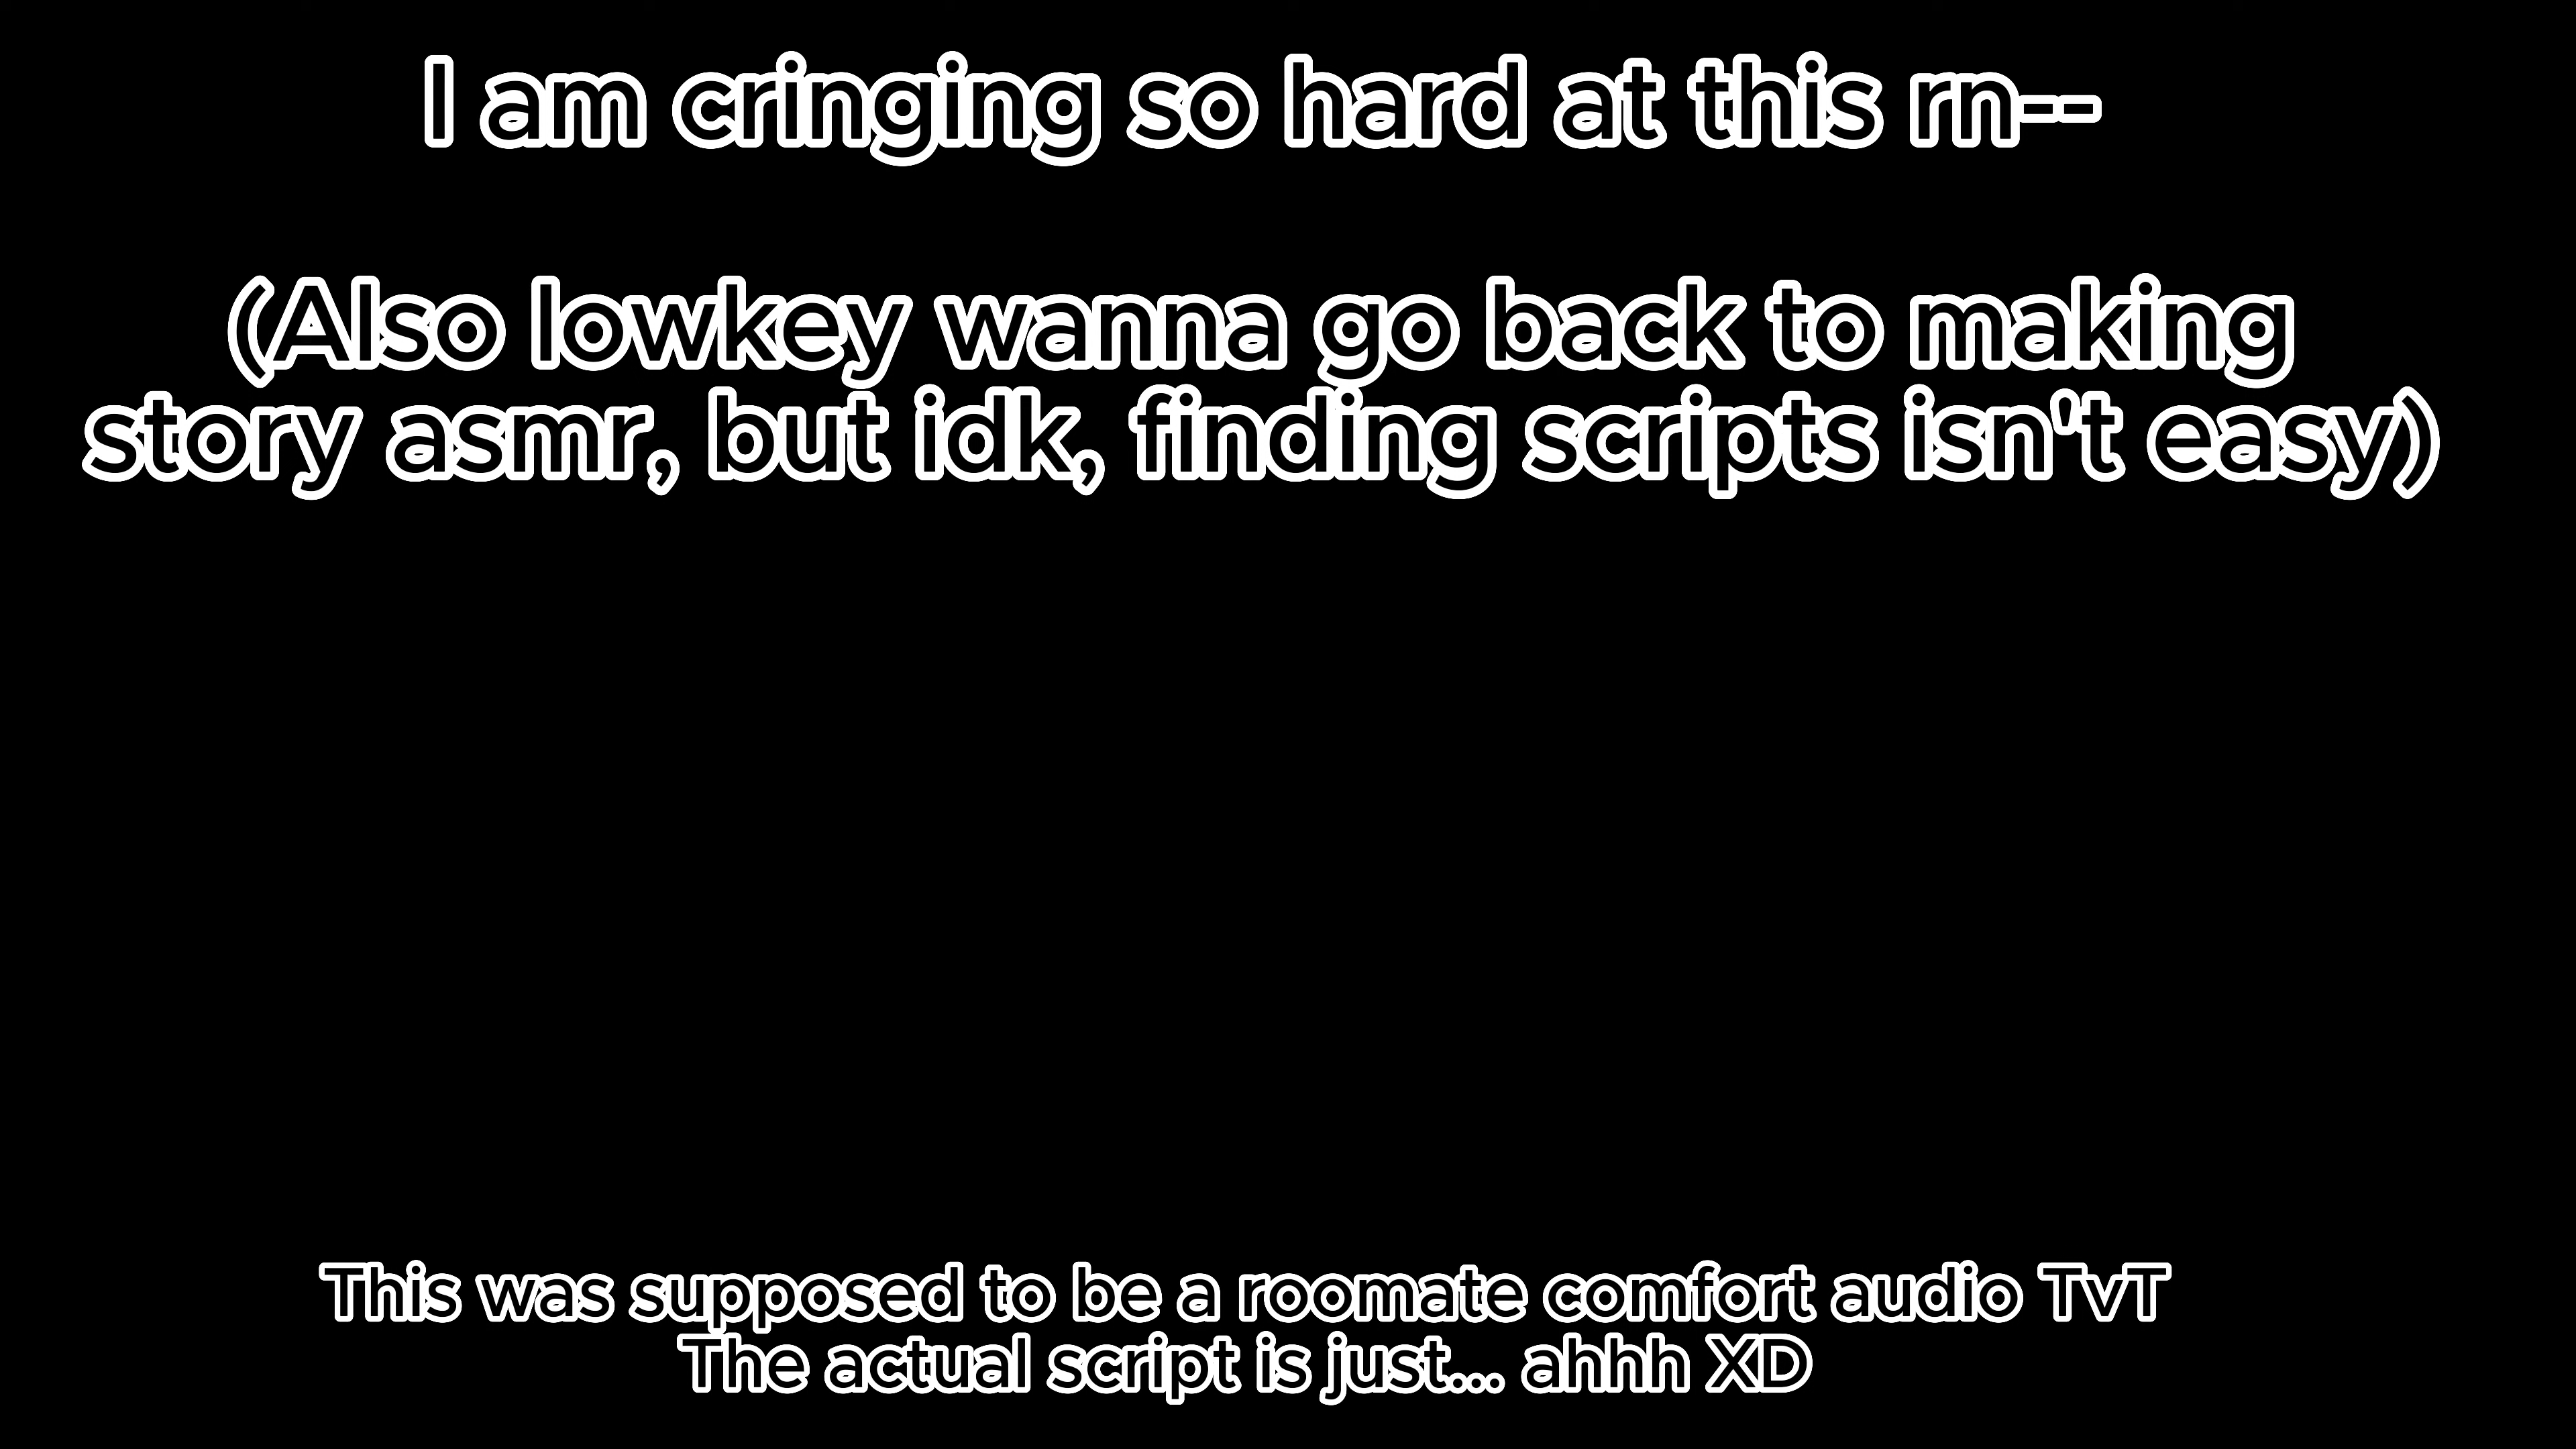 I am cringing so hard at this rn--
(Also lowkey wanna go back to making
story asmr, but idk, finding scripts isn't easy)
This was supposed to be a roomate comfort audio TvT
The actual script is just... ahhh XD